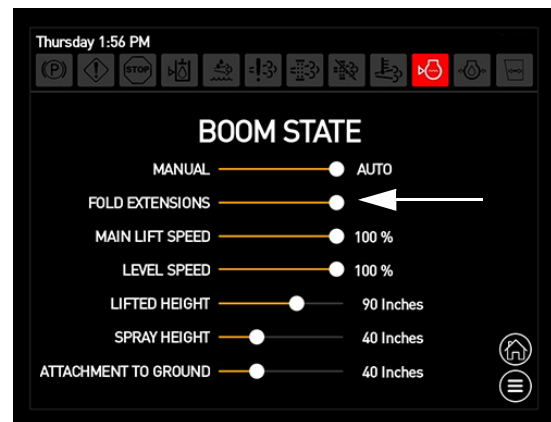 Thursday 1:56 PM
(P) STOP
BOOM STATE
MANUAL AUTO
FOLD EXTENSIONS
MAIN LIFT SPEED 100 %
LEVEL SPEED 100 %
LIFTED HEIGHT 90 Inches
SPRAY HEIGHT 40 Inches
ATTACHMENT TO GROUND 40 Inches